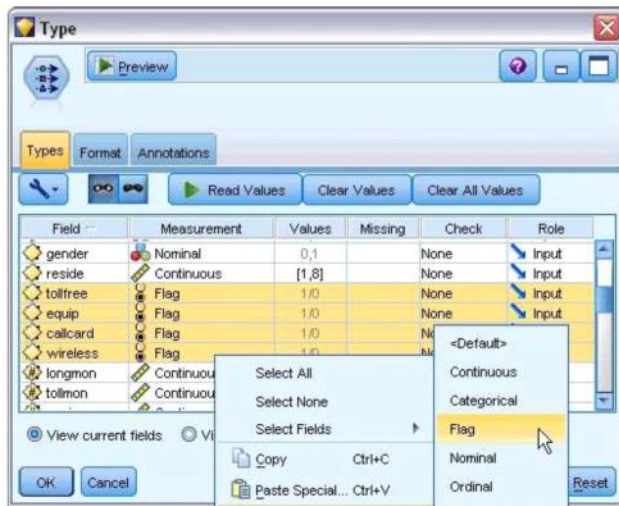 Type
Preview
Types Format Annotations
Read Values Clear Values Clear All Values
Field Measurement Values Missing Check Role
gender Nominal 0,1 None Input
reside Continuous [1,8] None Input
tollfree Flag 1/0 None Input
equip Flag 1/0 None Input
callcard Flag 1/0 None
wireless Flag 1/0
longmon Continuou
tollmon Continuou
<Default>
Continuous
Categorical
Flag
Nominal
Ordinal
Select All
Select None
Select Fields
Copy Ctrl+C
Paste Special... Ctrl+V
View current fields
OK Cancel Reset